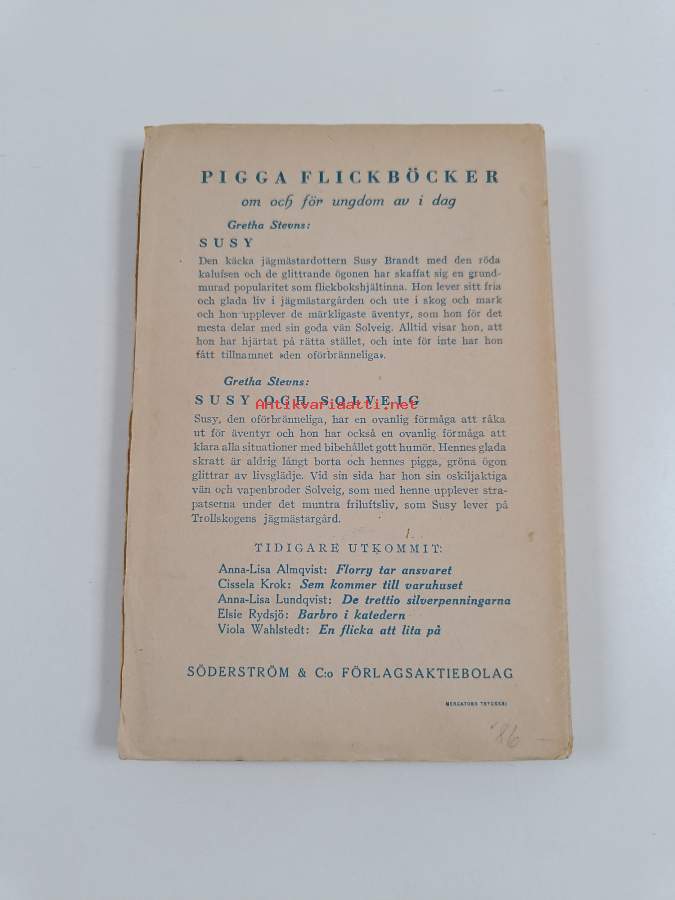 PIGGA FLICKBÖCKER
om och för ungdom av i dag
Gretha Stevns:
SUSY
Den käcka jägmästardottern Susy Brandt med den röda
kalufsen och de glittrande ögonen har skaffat sig en grund-
murad popularitet som flickbokshjältinna. Hon lever sitt fria
och glada liv i jägmästargården och ute i skog och mark
och hon upplever de märkligaste äventyr, som hon för det
mesta delar med sin goda vän Solveig. Alltid visar hon, att
hon har hjärtat på rätta stället, och inte för inte har hon
fått tillnamnet »den oförbränneliga».
Gretha Stevns:
SUSY OCH SOLVEIG
Antikvariaatti.net
Susy, den oförbränneliga, har en ovanlig förmåga att råka
ut för äventyr och hon har också en ovanlig förmåga att
klara alla situationer med bibehållet gott humör. Hennes glada
skratt är aldrig långt borta och hennes pigga, gröna ögon
glittrar av livsglädje. Vid sin sida har hon sin oskiljaktiga
vän och vapenbroder Solveig, som med henne upplever stra-
patserna under det muntra friluftsliv, som Susy lever på
Trollskogens jägmästargård.
TIDIGARE UTKOMMIT:
Anna-Lisa Almqvist: Florry tar ansvaret
Cissela Krok: Sem kommer till varuhuset
Anna-Lisa Lundqvist: De trettio silverpenningarna
Elsie Rydsjö: Barbro i katedern
Viola Wahlstedt: En flicka att lita på
SÖDERSTRÖM & C:o FÖRLAGSAKTIEBOLAG
MERCATORS TRYCKERI
'86